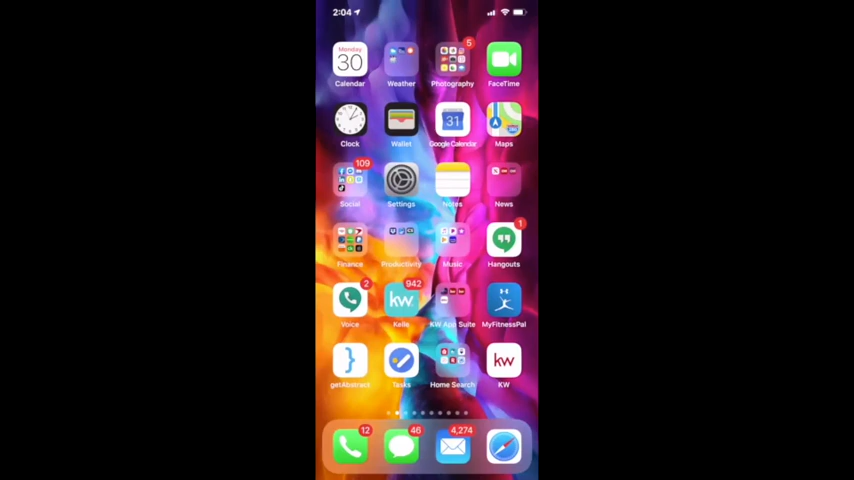 2:04
Monday
30
5
Calendar
Weather
Photography
FaceTime
31
Clock
Wallet
Google Calendar
Maps
109
Social
Settings
Notes
News
1
Finance
Productivity
Music
Hangouts
2
942
kw
Voice
Kelle
KW App Suite
MyFitnessPal
kw
getAbstract
Tasks
Home Search
KW
12
46
4,274